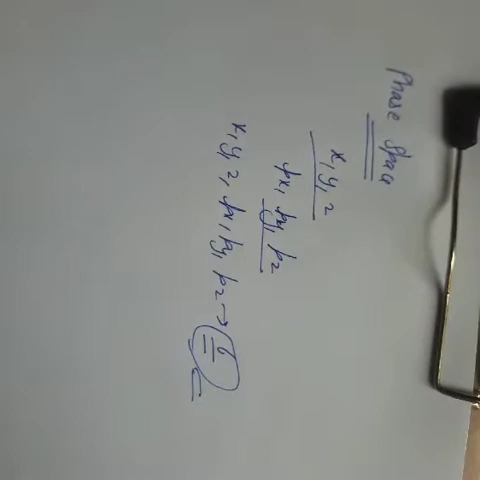 Phase Space
x, y, z
px, py, pz
x, y, z, px, py, pz → 6